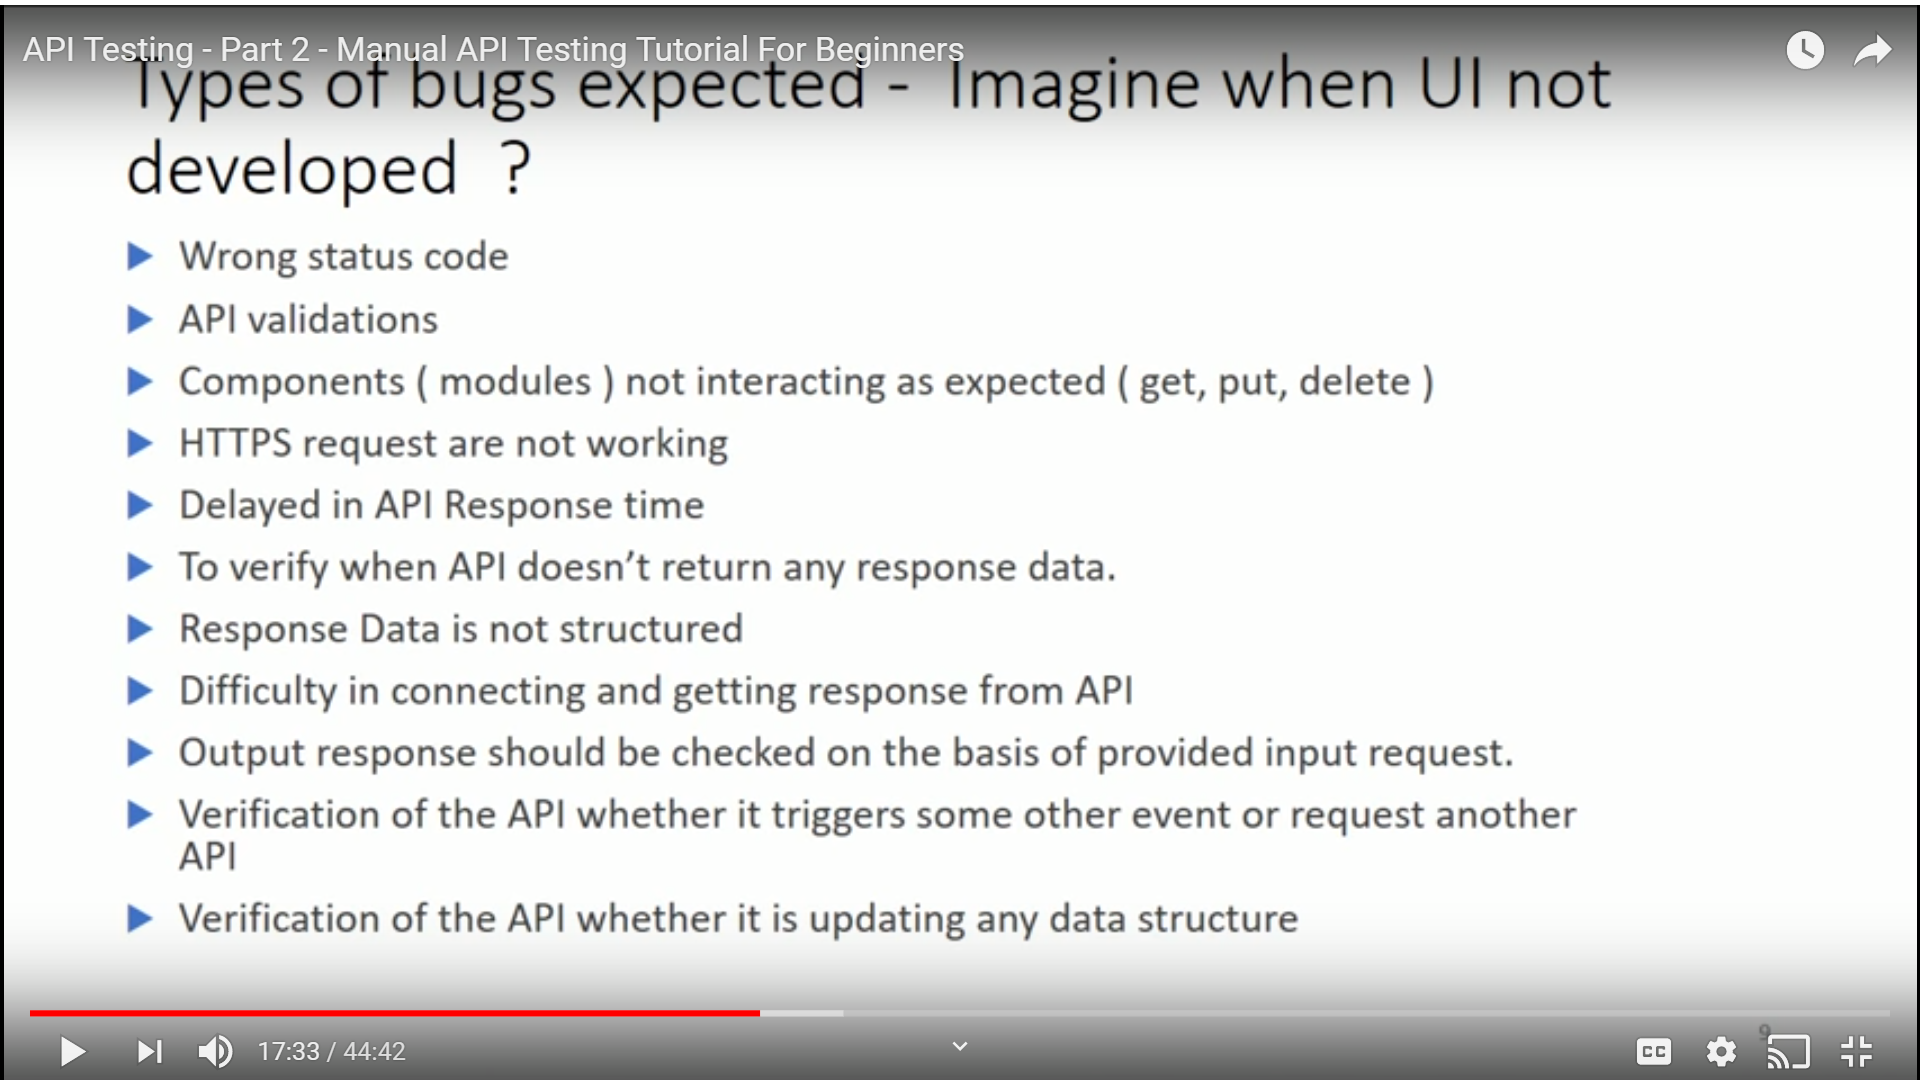 API Testing - Part 2 - Manual API Testing Tutorial For Beginners
Types of bugs expected - Imagine when UI not
developed ?
Wrong status code
API validations
Components ( modules ) not interacting as expected ( get, put, delete )
HTTPS request are not working
Delayed in API Response time
To verify when API doesn’t return any response data.
Response Data is not structured
Difficulty in connecting and getting response from API
Output response should be checked on the basis of provided input request.
Verification of the API whether it triggers some other event or request another
API
Verification of the API whether it is updating any data structure
9
17:33 / 44:42
CC